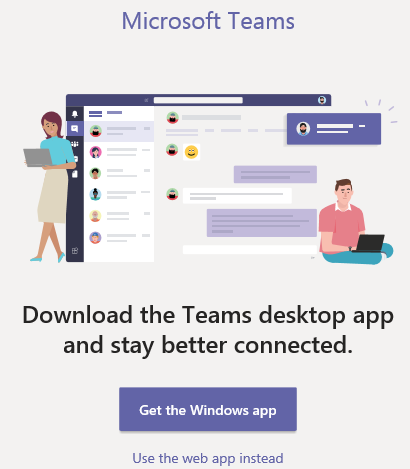 Microsoft Teams
Download the Teams desktop app
and stay better connected.
Get the Windows app
Use the web app instead